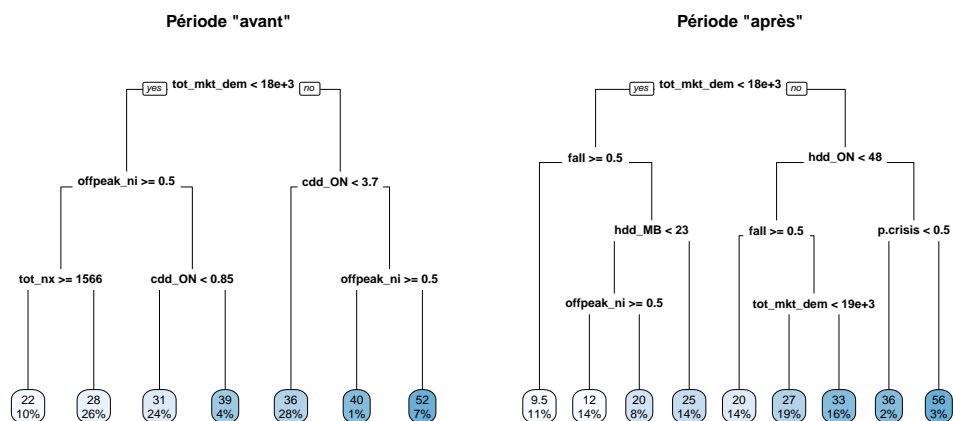 Période "avant"
yes tot_mkt_dem < 18e+3 no
offpeak_ni >= 0.5 cdd_ON < 3.7
tot_nx >= 1566 cdd_ON < 0.85 offpeak_ni >= 0.5
22 28 31 39 36 40 52
10% 26% 24% 4% 28% 1% 7%
Période "après"
yes tot_mkt_dem < 18e+3 no
fall >= 0.5 hdd_ON < 48
hdd_MB < 23 fall >= 0.5 p.crisis < 0.5
offpeak_ni >= 0.5 tot_mkt_dem < 19e+3
9.5 12 20 25 20 27 33 36 56
11% 14% 8% 14% 14% 19% 16% 2% 3%